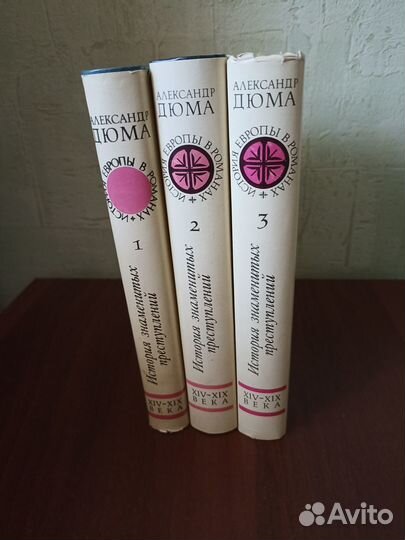 АЛЕКСАНДР
ДЮМА
ИСТОРИЯ ЕВРОПЫ В РОМАНАХ
1
История знаменитых
преступлений
XIV–XIX
ВЕКА
АЛЕКСАНДР
ДЮМА
ИСТОРИЯ ЕВРОПЫ В РОМАНАХ
2
История знаменитых
преступлений
XIV–XIX
ВЕКА
АЛЕКСАНДР
ДЮМА
ИСТОРИЯ ЕВРОПЫ В РОМАНАХ
3
История знаменитых
преступлений
XIV–XIX
ВЕКА
Avito